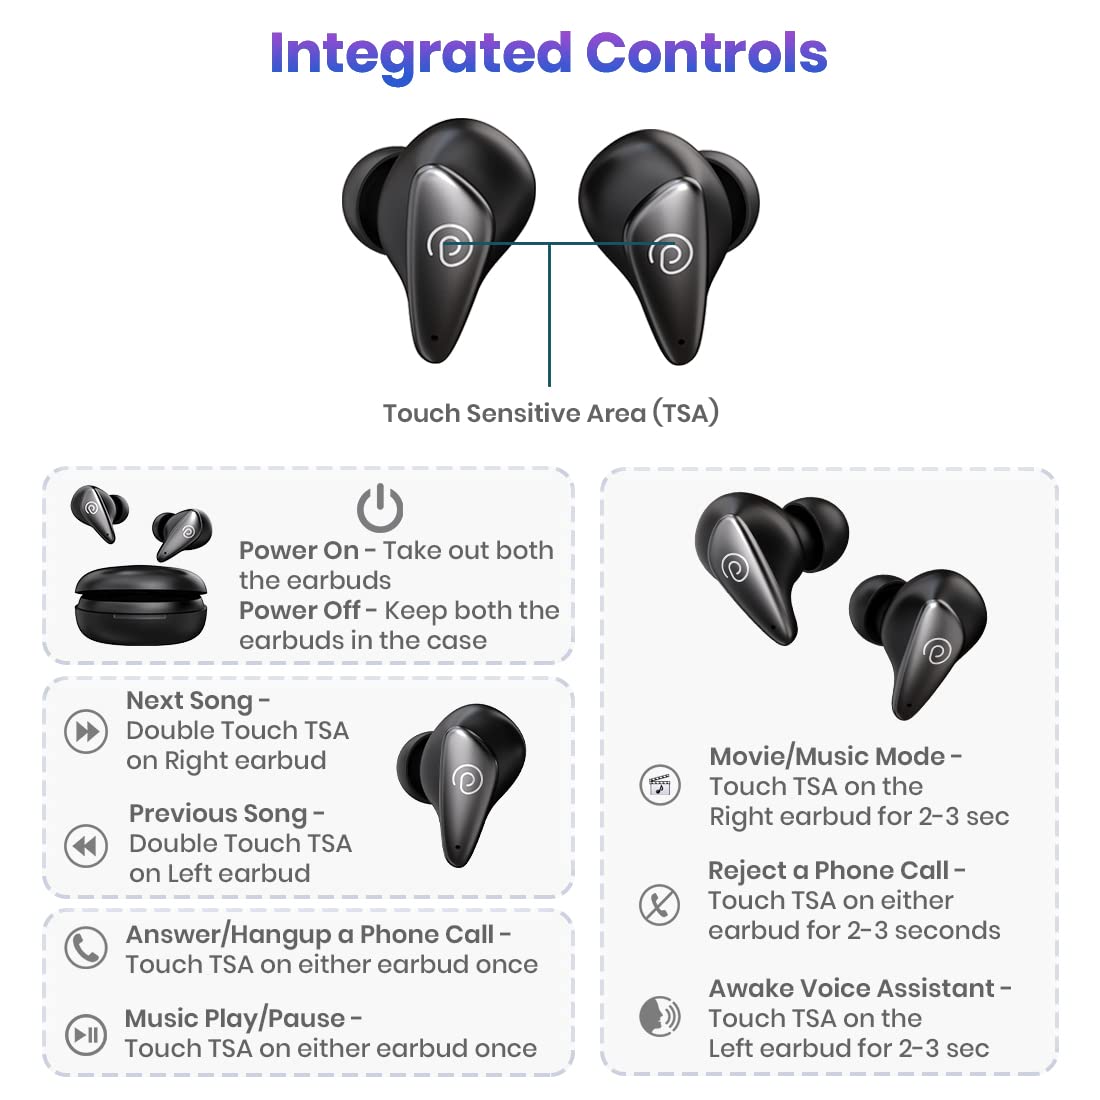 Integrated Controls
Touch Sensitive Area (TSA)
Power On - Take out both
the earbuds
Power Off - Keep both the
earbuds in the case
Next Song -
Double Touch TSA
on Right earbud
Previous Song -
Double Touch TSA
on Left earbud
Answer/Hangup a Phone Call -
Touch TSA on either earbud once
Music Play/Pause -
Touch TSA on either earbud once
Movie/Music Mode -
Touch TSA on the
Right earbud for 2-3 sec
Reject a Phone Call -
Touch TSA on either
earbud for 2-3 seconds
Awake Voice Assistant -
Touch TSA on the
Left earbud for 2-3 sec